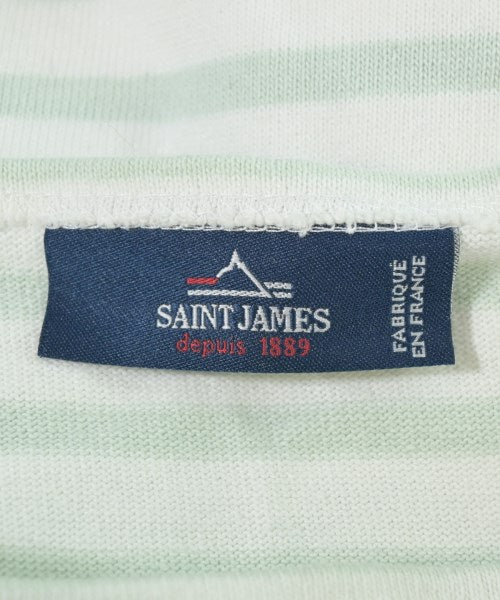 SAINT JAMES
depuis 1889
FABRIQUÉ
EN FRANCE